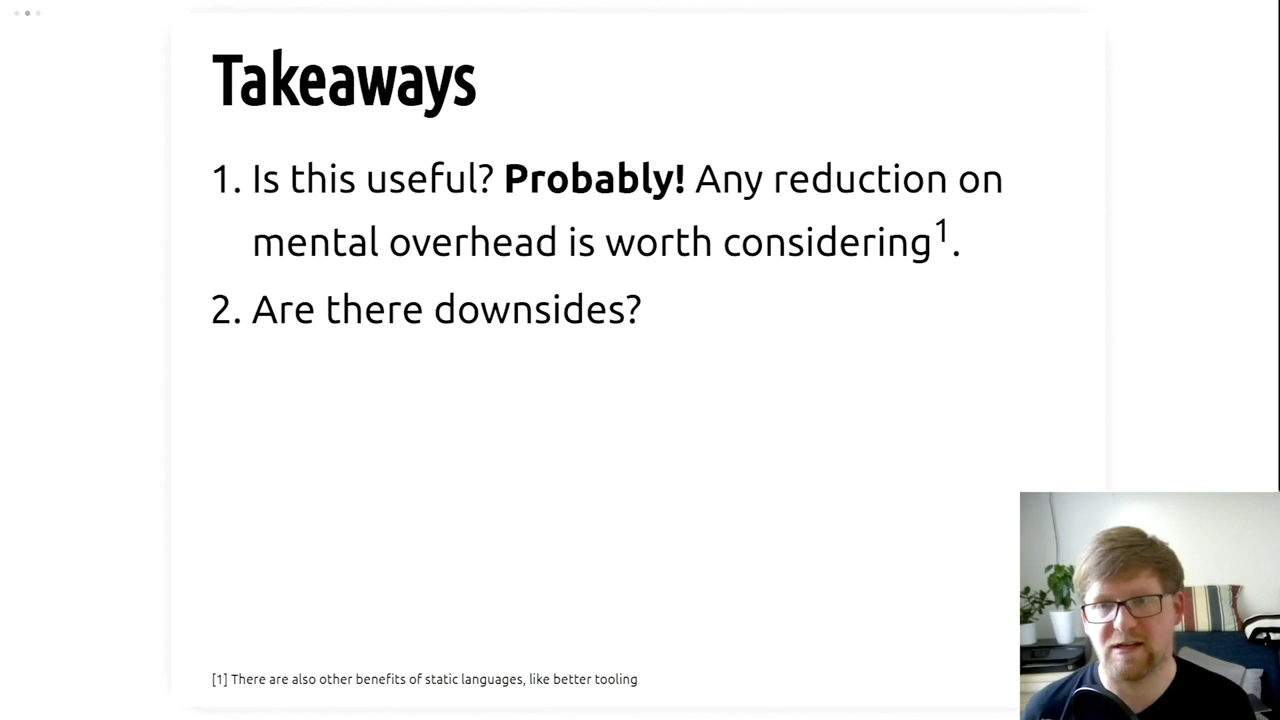 Takeaways
1. Is this useful? Probably! Any reduction on
mental overhead is worth considering1.
2. Are there downsides?
[1] There are also other benefits of static languages, like better tooling